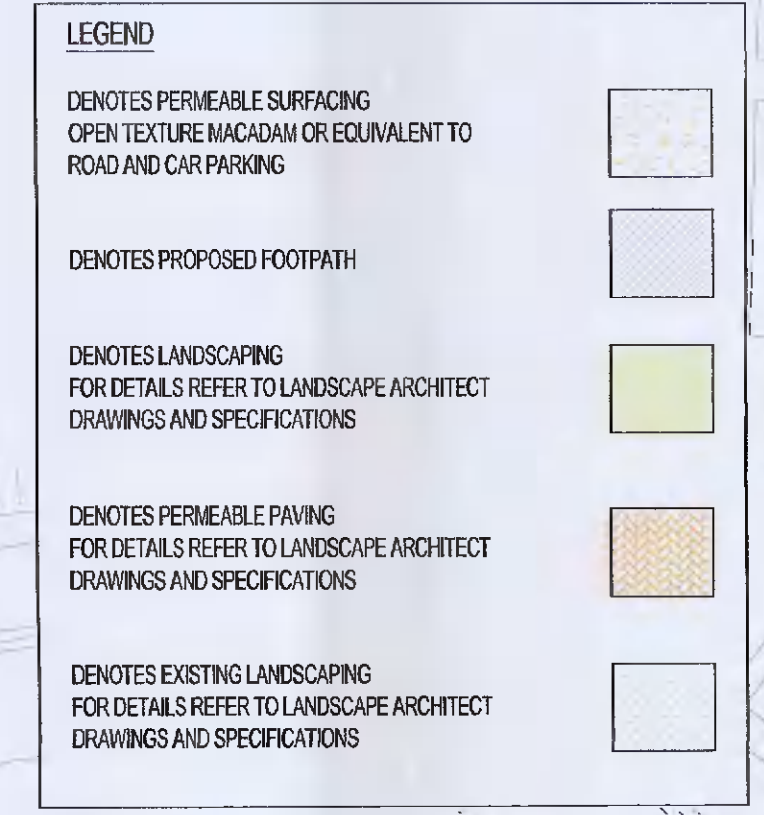 LEGEND
DENOTES PERMEABLE SURFACING
OPEN TEXTURE MACADAM OR EQUIVALENT TO
ROAD AND CAR PARKING
DENOTES PROPOSED FOOTPATH
DENOTES LANDSCAPING
FOR DETAILS REFER TO LANDSCAPE ARCHITECT
DRAWINGS AND SPECIFICATIONS
DENOTES PERMEABLE PAVING
FOR DETAILS REFER TO LANDSCAPE ARCHITECT
DRAWINGS AND SPECIFICATIONS
DENOTES EXISTING LANDSCAPING
FOR DETAILS REFER TO LANDSCAPE ARCHITECT
DRAWINGS AND SPECIFICATIONS